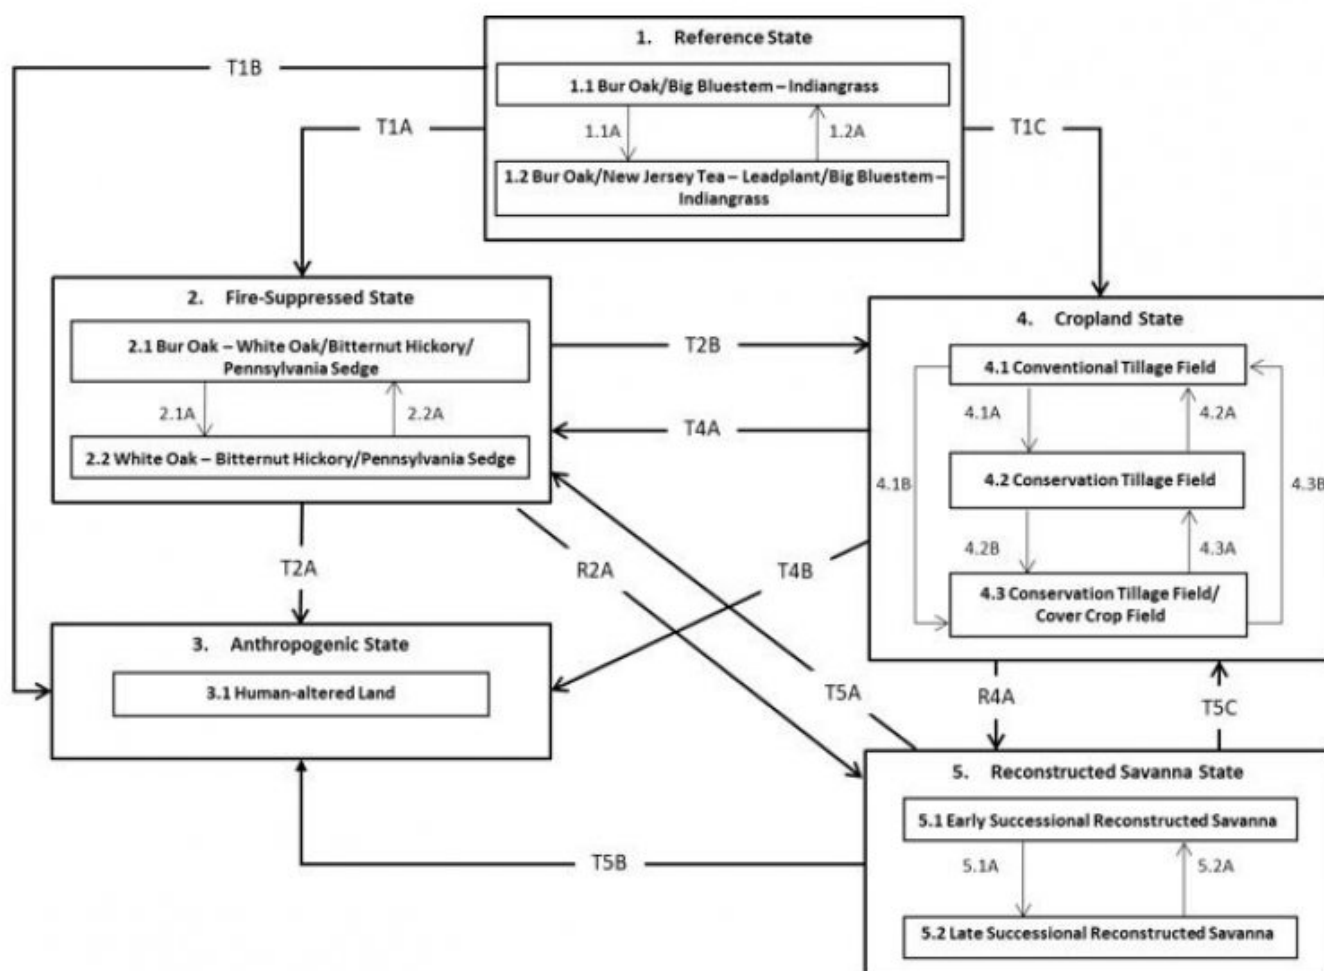 1. Reference State
T1B
1.1 Bur Oak/Big Bluestem – Indiangrass
T1A
1.1A
1.2A
T1C
1.2 Bur Oak/New Jersey Tea – Leadplant/Big Bluestem –
Indiangrass
2. Fire-Suppressed State
2.1 Bur Oak – White Oak/Bitternut Hickory/
Pennsylvania Sedge
2.1A
2.2A
2.2 White Oak – Bitternut Hickory/Pennsylvania Sedge
T2B
T4A
4. Cropland State
4.1 Conventional Tillage Field
4.1A
4.2A
4.1B
4.2 Conservation Tillage Field
4.3B
4.2B
4.3A
4.3 Conservation Tillage Field/
Cover Crop Field
T2A
R2A
T4B
3. Anthropogenic State
3.1 Human-altered Land
T5A
R4A
T5C
5. Reconstructed Savanna State
5.1 Early Successional Reconstructed Savanna
5.1A
5.2A
5.2 Late Successional Reconstructed Savanna
T5B